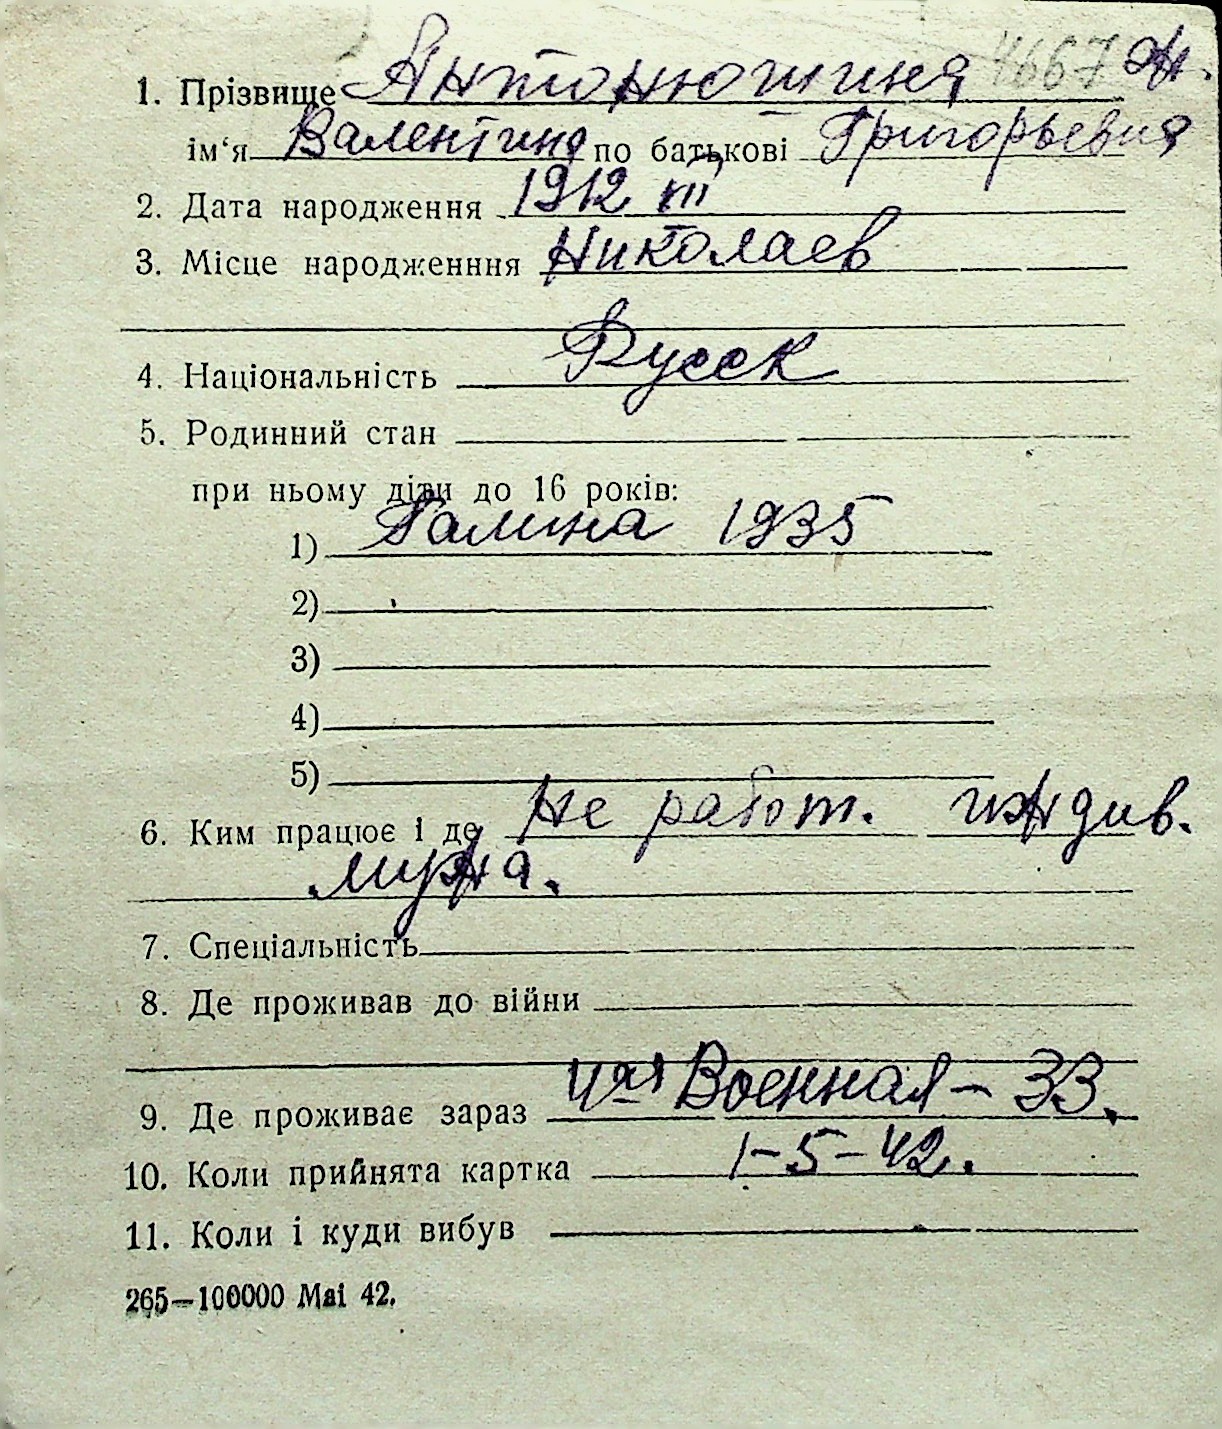 4667 Ж.
1. Прізвище Антонюшина
ім‘я Валентина по батькові Григорьевна
2. Дата народження 1912 VII
3. Місце народженння Николаев
4. Національність Русск
5. Родинний стан
при ньому діти до 16 років:
1) Галина 1935
2)
3)
4)
5)
6. Ким працює і де Не работ. иждив.
мужа.
7. Спеціальність
8. Де проживав до війни
9. Де проживає зараз 4ая Военная – 33.
10. Коли прийнята картка 1–5–42.
11. Коли і куди вибув
265—100000 Mai 42.